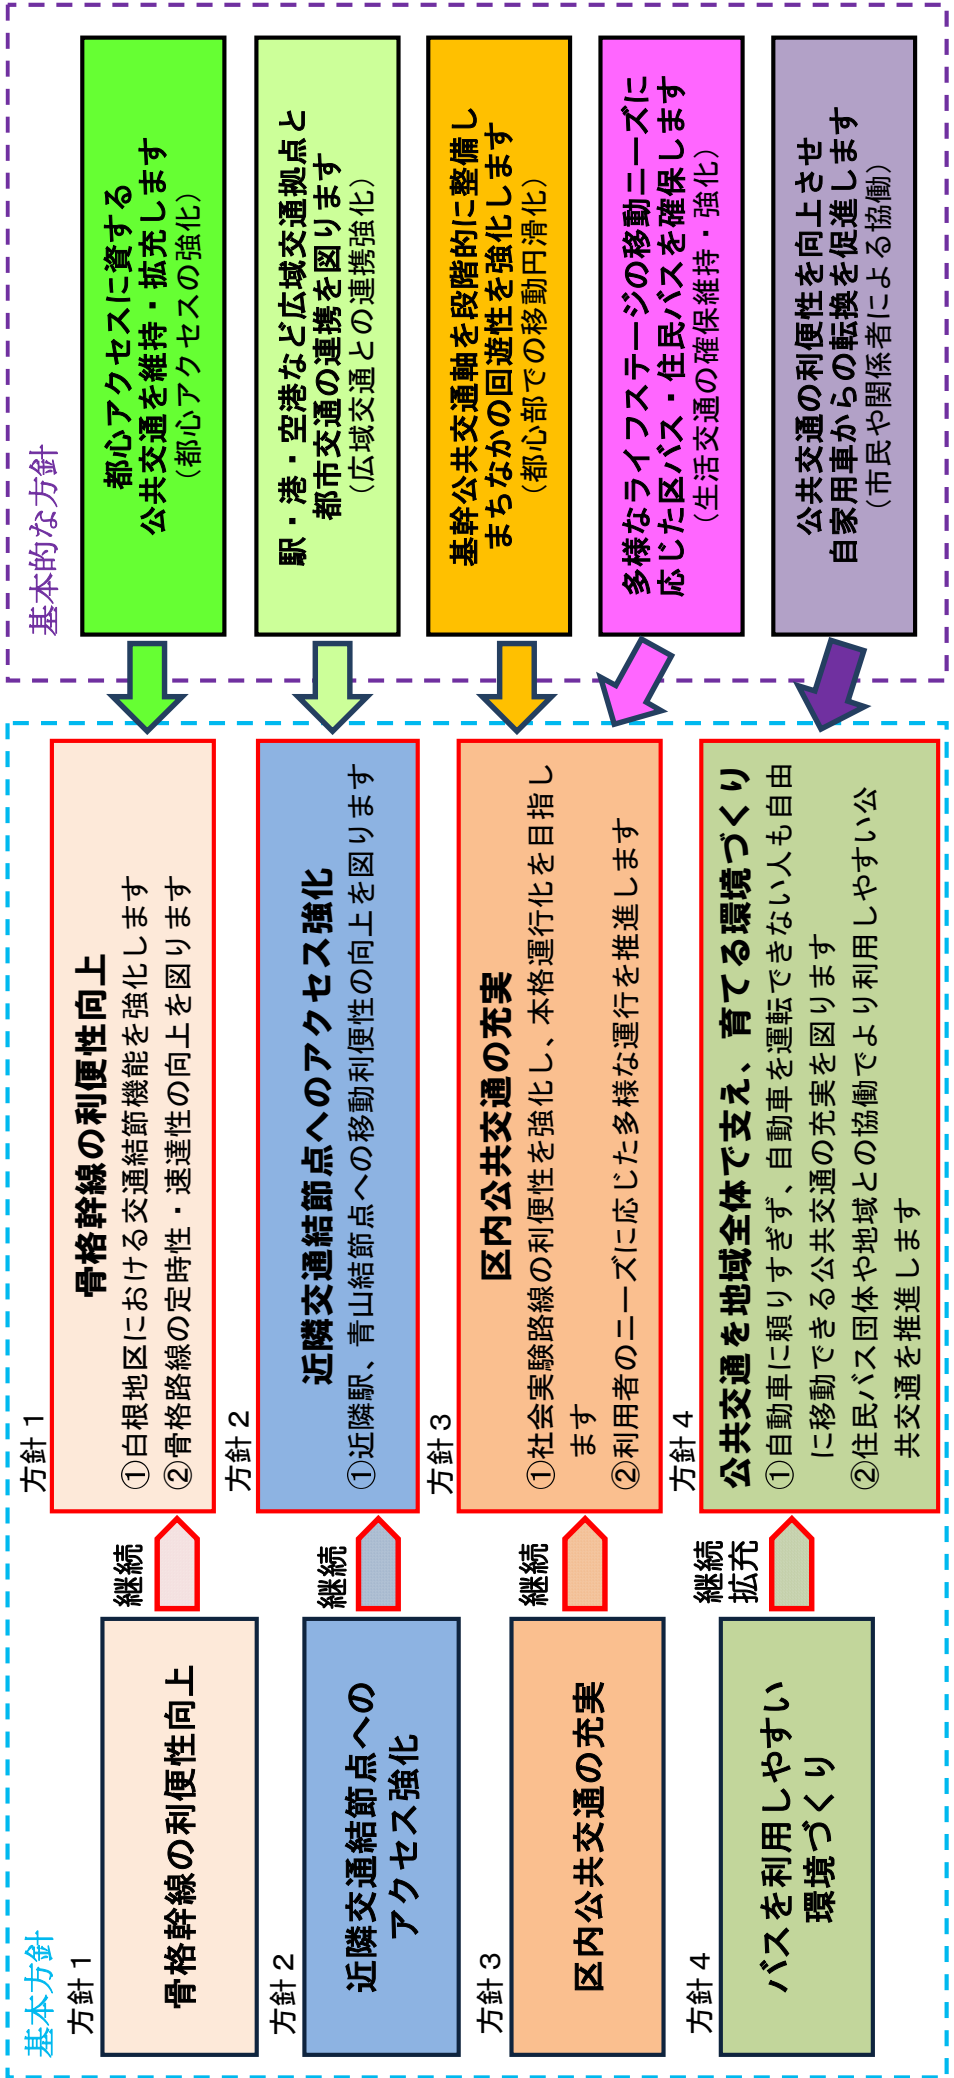 基本方針
方針１
骨格幹線の利便性向上
方針２
近隣交通結節点への
アクセス強化
方針３
区内公共交通の充実
方針４
バスを利用しやすい
環境づくり
継続
継続
継続
継続
拡充
方針１
骨格幹線の利便性向上
①白根地区における交通結節機能を強化します
②骨格路線の定時性・速達性の向上を図ります
方針２
近隣交通結節点へのアクセス強化
①近隣駅、青山結節点への移動利便性の向上を図ります
方針３
区内公共交通の充実
①社会実験路線の利便性を強化し、本格運行化を目指し
ます
②利用者のニーズに応じた多様な運行を推進します
方針４
公共交通を地域全体で支え、育てる環境づくり
①自動車に頼りすぎず、自動車を運転できない人も自由
に移動できる公共交通の充実を図ります
②住民バス団体や地域との協働でより利用しやすい公
共交通を推進します
基本的な方針
都心アクセスに資する
公共交通を維持・拡充します
（都心アクセスの強化）
駅・港・空港など広域交通拠点と
都市交通の連携を図ります
（広域交通との連携強化）
基幹公共交通軸を段階的に整備し
まちなかの回遊性を強化します
（都心部での移動円滑化）
多様なライフステージの移動ニーズに
応じた区バス・住民バスを確保します
（生活交通の確保維持・強化）
公共交通の利便性を向上させ
自家用車からの転換を促進します
（市民や関係者による協働）